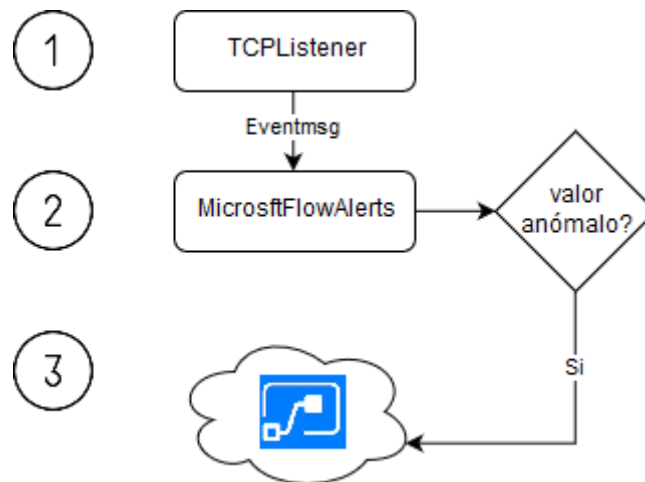 1
TCPListener
Eventmsg
2
MicrosftFlowAlerts
valor
anómalo?
3
Si